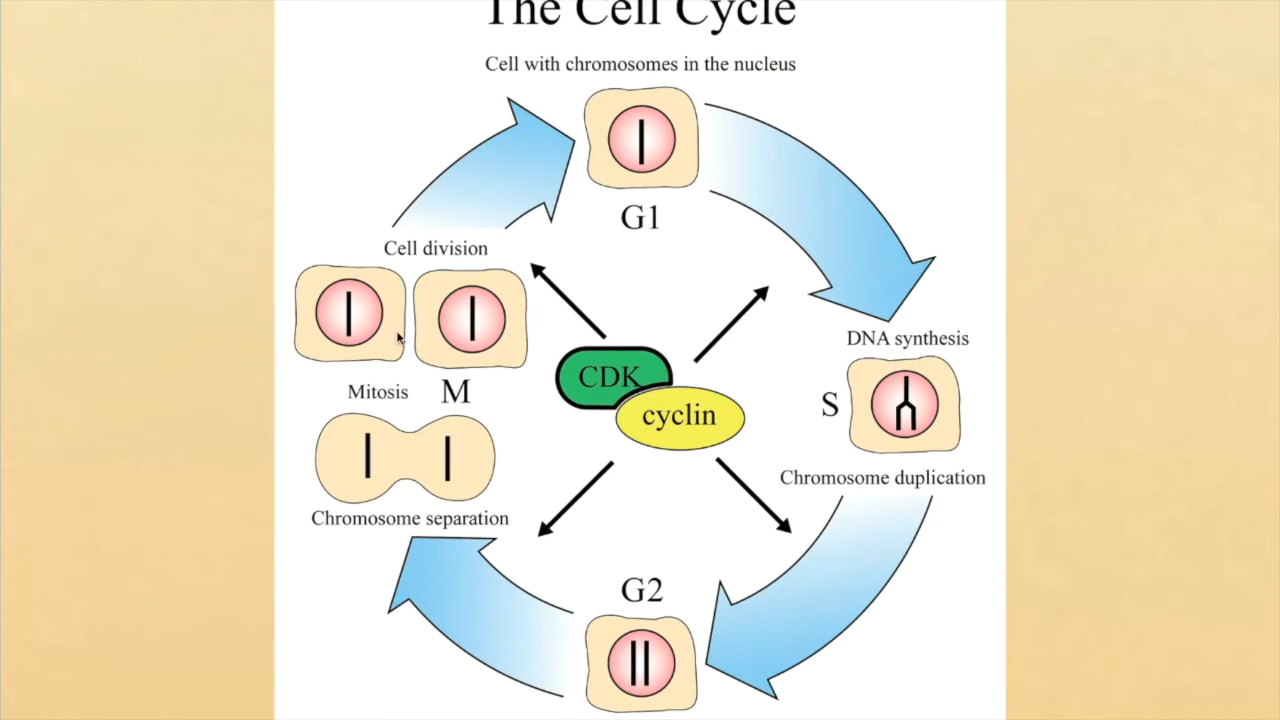 The Cell Cycle
Cell with chromosomes in the nucleus
G1
Cell division
DNA synthesis
CDK
Mitosis
M
S
cyclin
Chromosome duplication
Chromosome separation
G2